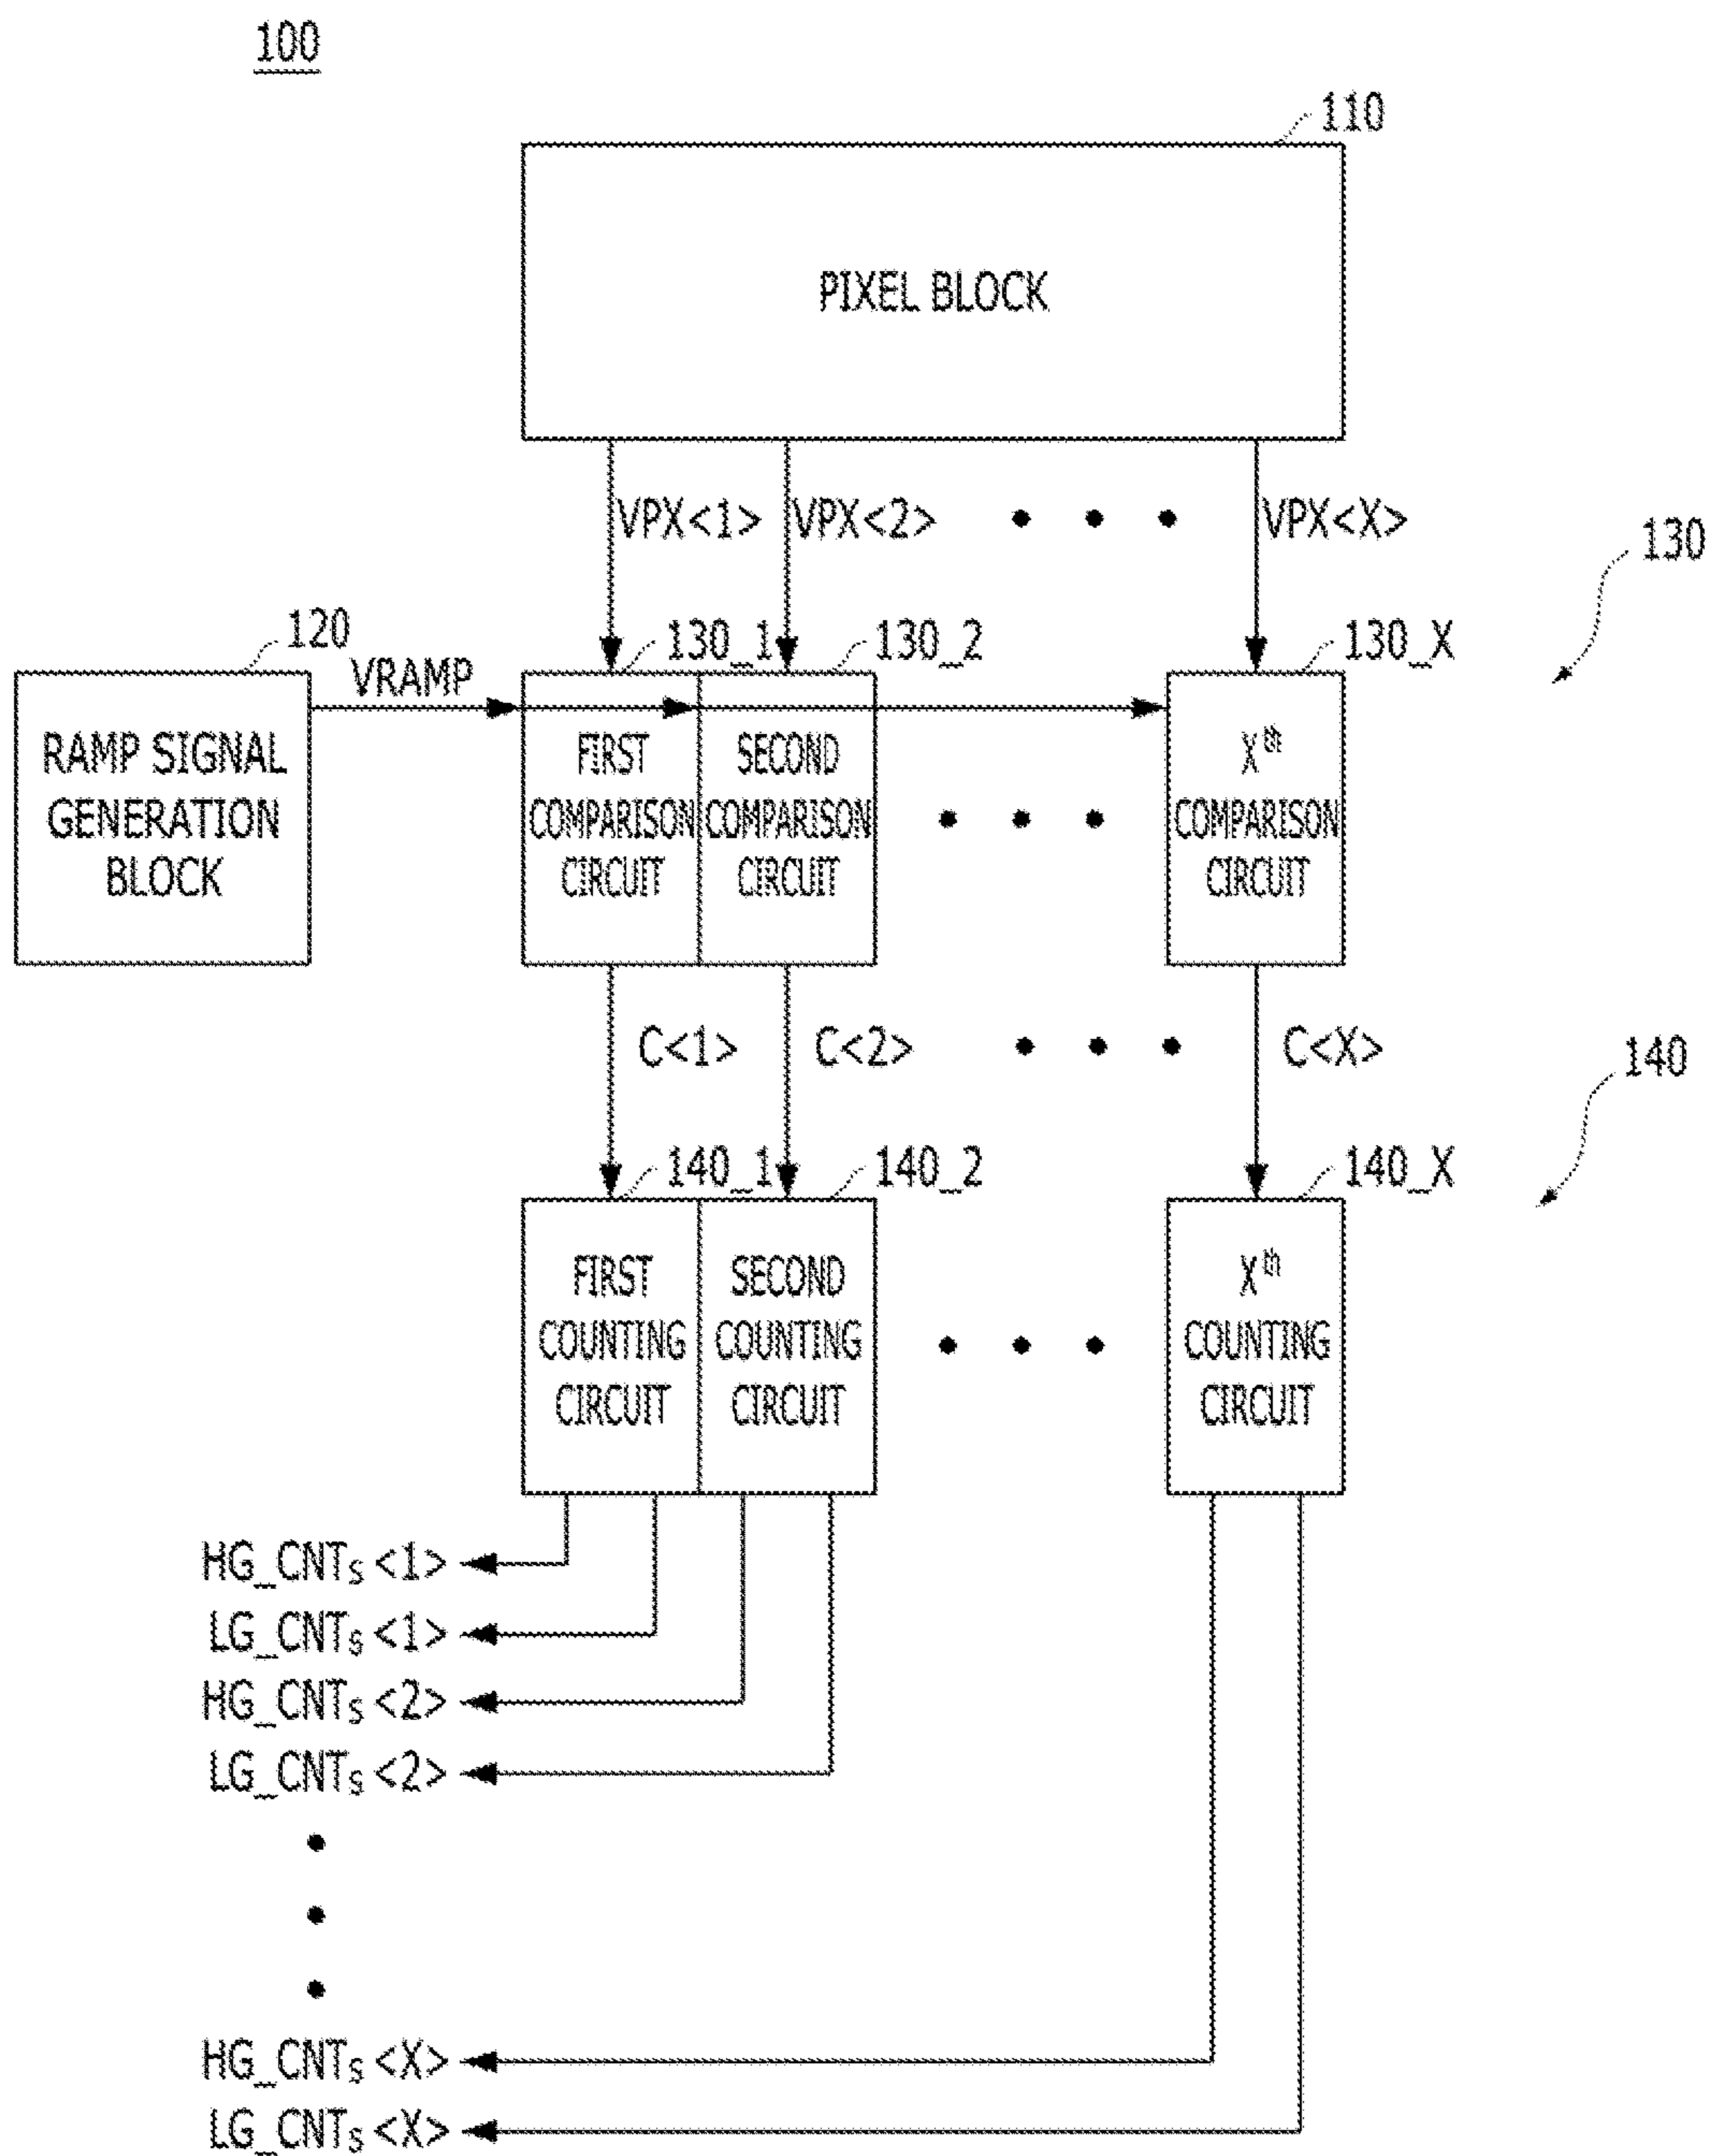 100
110
PIXEL BLOCK
VPX<1> VPX<2> • • • VPX<X>
130
120
VRAMP
130_1 130_2 130_X
RAMP SIGNAL
GENERATION
BLOCK
FIRST
COMPARISON
CIRCUIT
SECOND
COMPARISON
CIRCUIT
• • •
Xth
COMPARISON
CIRCUIT
C<1> C<2> • • • C<X>
140
140_1 140_2 140_X
FIRST
COUNTING
CIRCUIT
SECOND
COUNTING
CIRCUIT
• • •
Xth
COUNTING
CIRCUIT
HG_CNTS<1>
LG_CNTS<1>
HG_CNTS<2>
LG_CNTS<2>
HG_CNTS<X>
LG_CNTS<X>